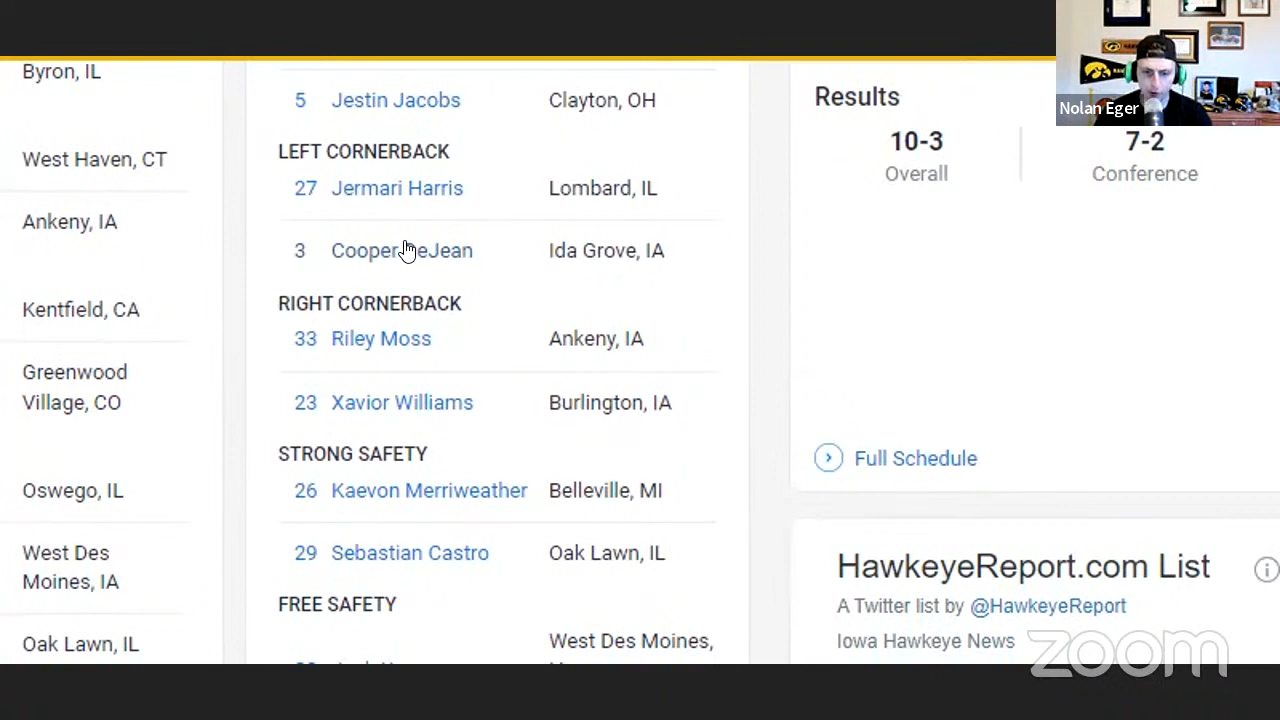 Byron, IL
West Haven, CT
Ankeny, IA
Kentfield, CA
Greenwood
Village, CO
Oswego, IL
West Des
Moines, IA
Oak Lawn, IL
5 Jestin Jacobs Clayton, OH
LEFT CORNERBACK
27 Jermari Harris Lombard, IL
3 Cooper DeJean Ida Grove, IA
RIGHT CORNERBACK
33 Riley Moss Ankeny, IA
23 Xavior Williams Burlington, IA
STRONG SAFETY
26 Kaevon Merriweather Belleville, MI
29 Sebastian Castro Oak Lawn, IL
FREE SAFETY
West Des Moines,
Results
10-3 7-2
Overall Conference
Full Schedule
HawkeyeReport.com List
A Twitter list by @HawkeyeReport
Iowa Hawkeye News
Nolan Eger
zoom